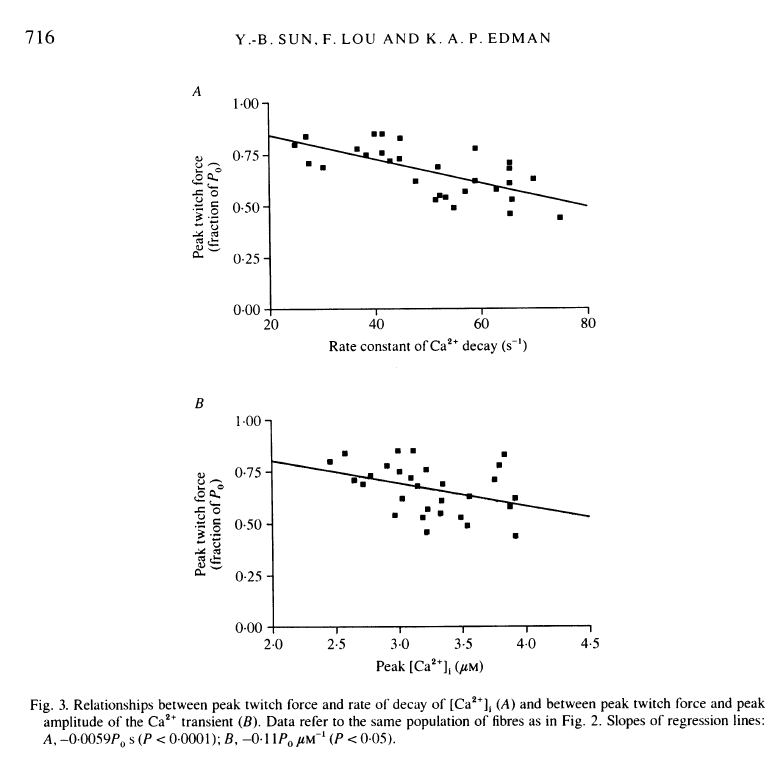 716
Y.-B. SUN, F. LOU AND K. A. P. EDMAN
A
1·00
0·75
0·50
0·25
0·00
Peak twitch force
(fraction of P₀)
20
40
60
80
Rate constant of Ca²⁺ decay (s⁻¹)
B
1·00
0·75
0·50
0·25
0·00
Peak twitch force
(fraction of P₀)
2·0
2·5
3·0
3·5
4·0
4·5
Peak [Ca²⁺]ᵢ (μM)
Fig. 3. Relationships between peak twitch force and rate of decay of [Ca²⁺]ᵢ (A) and between peak twitch force and peak
amplitude of the Ca²⁺ transient (B). Data refer to the same population of fibres as in Fig. 2. Slopes of regression lines:
A, −0·0059P₀ s (P < 0·0001); B, −0·11P₀ μM⁻¹ (P < 0·05).